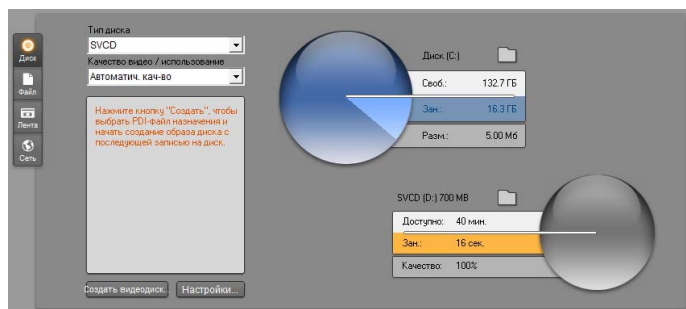 Диск
Файл
Лента
Сеть
Тип диска
SVCD
Качество видео / использование
Автоматич. кач-во
Нажмите кнопку "Создать", чтобы
выбрать PDI-файл назначения и
начать создание образа диска с
последующей записью на диск.
Создать видеодиск...
Настройки...
Диск (C:)
Своб.: 132.7 ГБ
Зан.: 16.3 ГБ
Разм.: 5.00 Мб
SVCD (D:) 700 MB
Доступно: 40 мин.
Зан.: 16 сек.
Качество: 100%